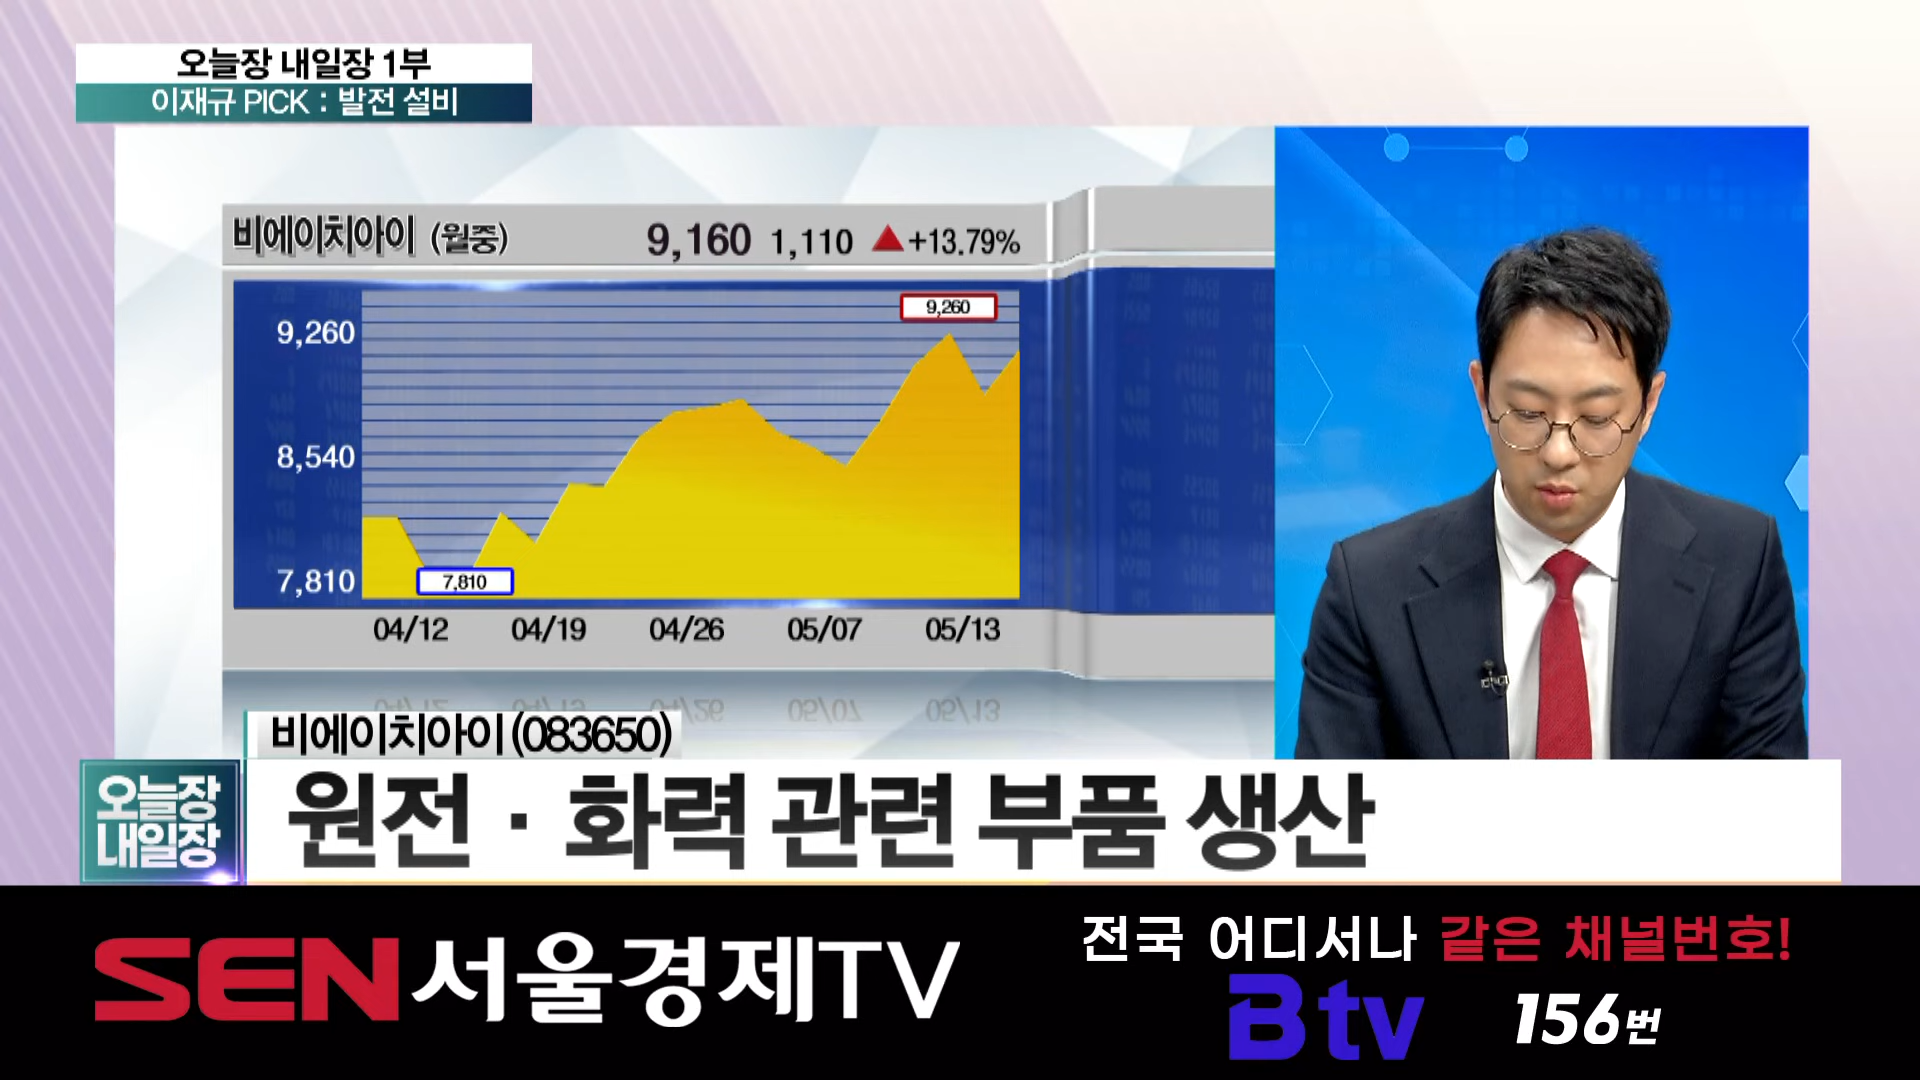 오늘장 내일장 1부
이재규 PICK : 발전 설비
비에이치아이 (월중) 9,160 1,110 ▲+13.79%
9,260
9,260
8,540
7,810
7,810
04/12 04/19 04/26 05/07 05/13
비에이치아이(083650)
오늘장
내일장
원전 · 화력 관련 부품 생산
SEN 서울경제TV
전국 어디서나 같은 채널번호!
B tv 156번